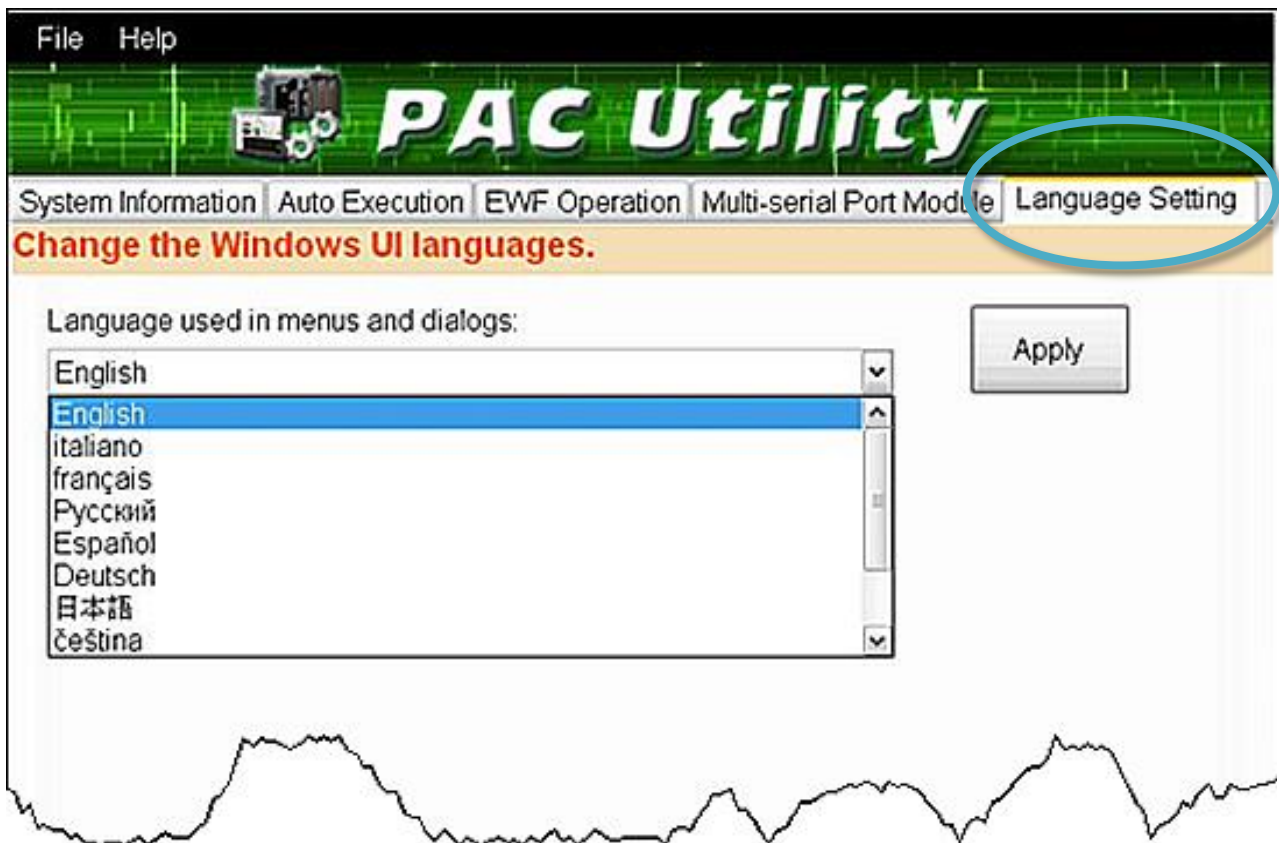 File Help
PAC Utility
System Information Auto Execution EWF Operation Multi-serial Port Module Language Setting
Change the Windows UI languages.
Language used in menus and dialogs:
Apply
English
English
italiano
français
Русский
Español
Deutsch
日本語
čeština